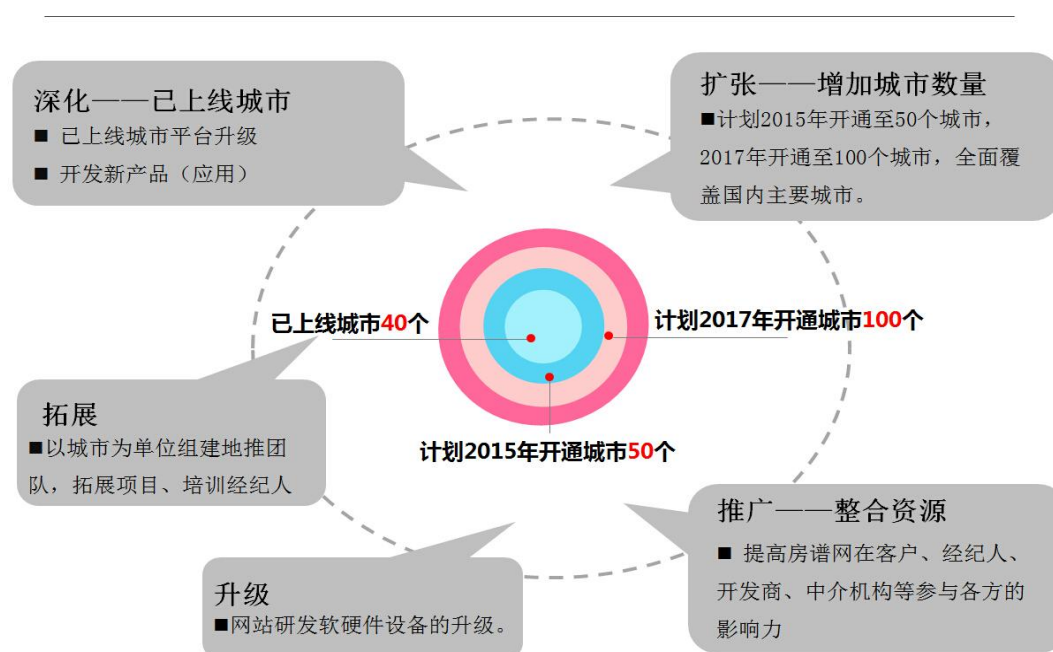 深化——已上线城市
■ 已上线城市平台升级
■ 开发新产品（应用）
扩张——增加城市数量
■计划2015年开通至50个城市，
2017年开通至100个城市，全面覆
盖国内主要城市。
已上线城市40个
计划2017年开通城市100个
计划2015年开通城市50个
拓展
■以城市为单位组建地推团
队，拓展项目、培训经纪人
推广——整合资源
■ 提高房谱网在客户、经纪人、
开发商、中介机构等参与各方的
影响力
升级
■网站研发软硬件设备的升级。